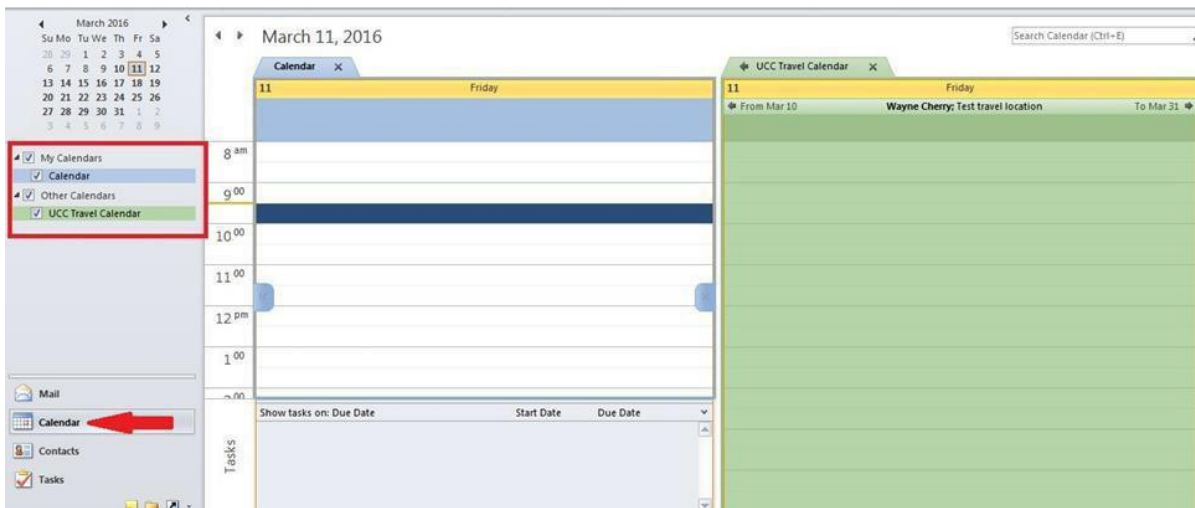 March 2016
Su Mo Tu We Th Fr Sa
28 29 1 2 3 4 5
6 7 8 9 10 11 12
13 14 15 16 17 18 19
20 21 22 23 24 25 26
27 28 29 30 31 1 2
3 4 5 6 7 8 9
My Calendars
Calendar
Other Calendars
UCC Travel Calendar
Mail
Calendar
Contacts
Tasks
March 11, 2016
Search Calendar (Ctrl+E)
Calendar x
11 Friday
8 am
9 00
10 00
11 00
12 pm
1 00
Tasks
Show tasks on: Due Date Start Date Due Date
UCC Travel Calendar x
11 Friday
From Mar 10 Wayne Cherry; Test travel location To Mar 31